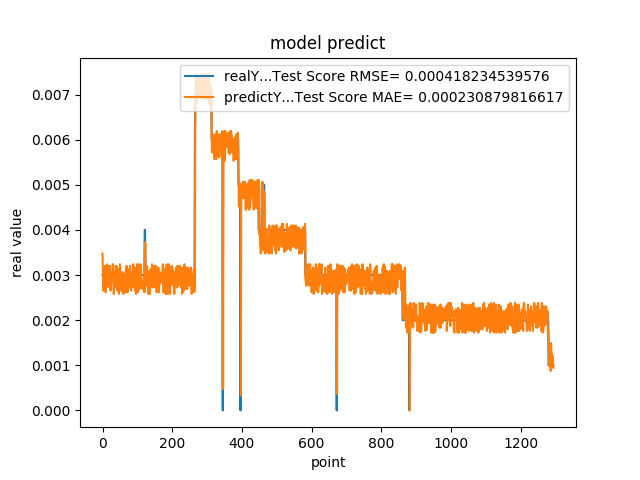 model predict
realY...Test Score RMSE= 0.000418234539576
predictY...Test Score MAE= 0.000230879816617
0.007
0.006
0.005
0.004
0.003
0.002
0.001
0.000
real value
0 200 400 600 800 1000 1200
point